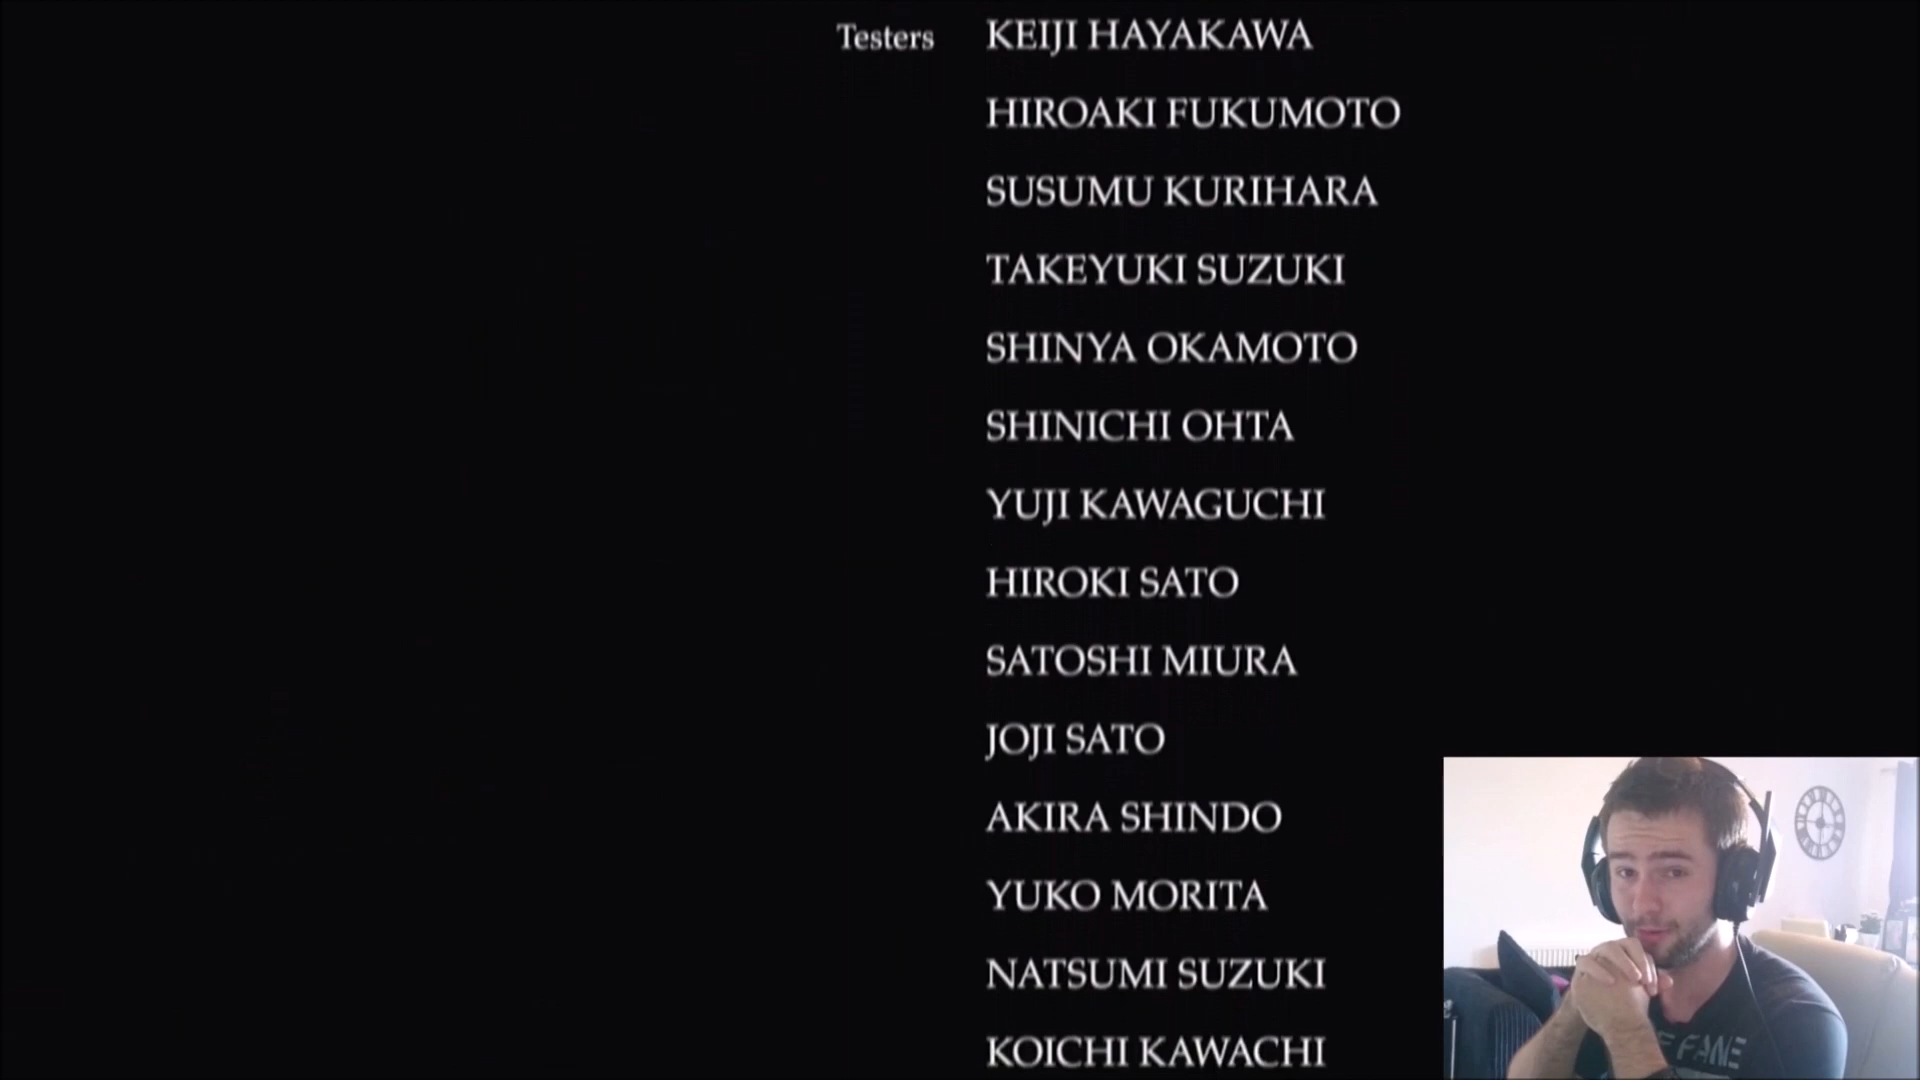 Testers KEIJI HAYAKAWA
HIROAKI FUKUMOTO
SUSUMU KURIHARA
TAKEYUKI SUZUKI
SHINYA OKAMOTO
SHINICHI OHTA
YUJI KAWAGUCHI
HIROKI SATO
SATOSHI MIURA
JOJI SATO
AKIRA SHINDO
YUKO MORITA
NATSUMI SUZUKI
KOICHI KAWACHI
FANE